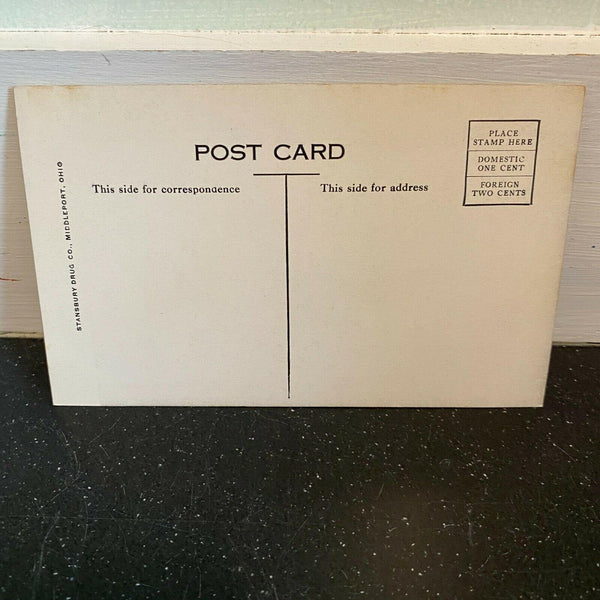 POST CARD
This side for correspondence
This side for address
PLACE
STAMP HERE
DOMESTIC
ONE CENT
FOREIGN
TWO CENTS
STANSBURY DRUG CO., MIDDLEPORT, OHIO